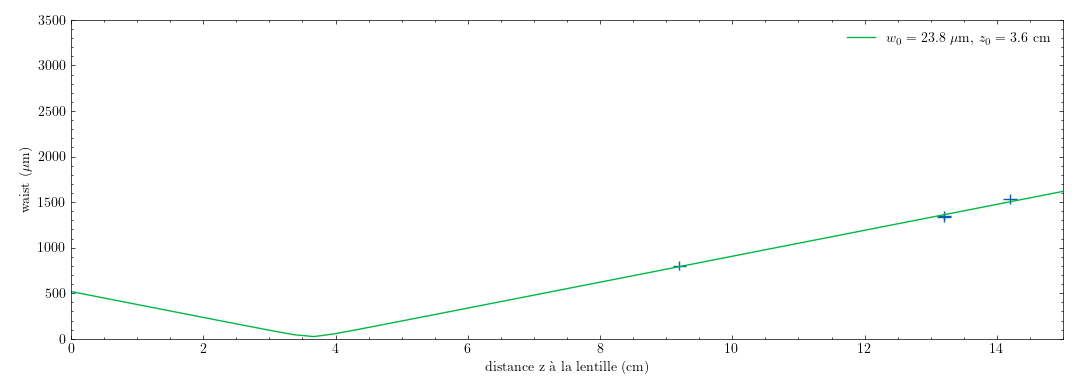 3500
3000
2500
2000
1500
1000
500
0
waist (μm)
w₀ = 23.8 μm, z₀ = 3.6 cm
0 2 4 6 8 10 12 14
distance z à la lentille (cm)